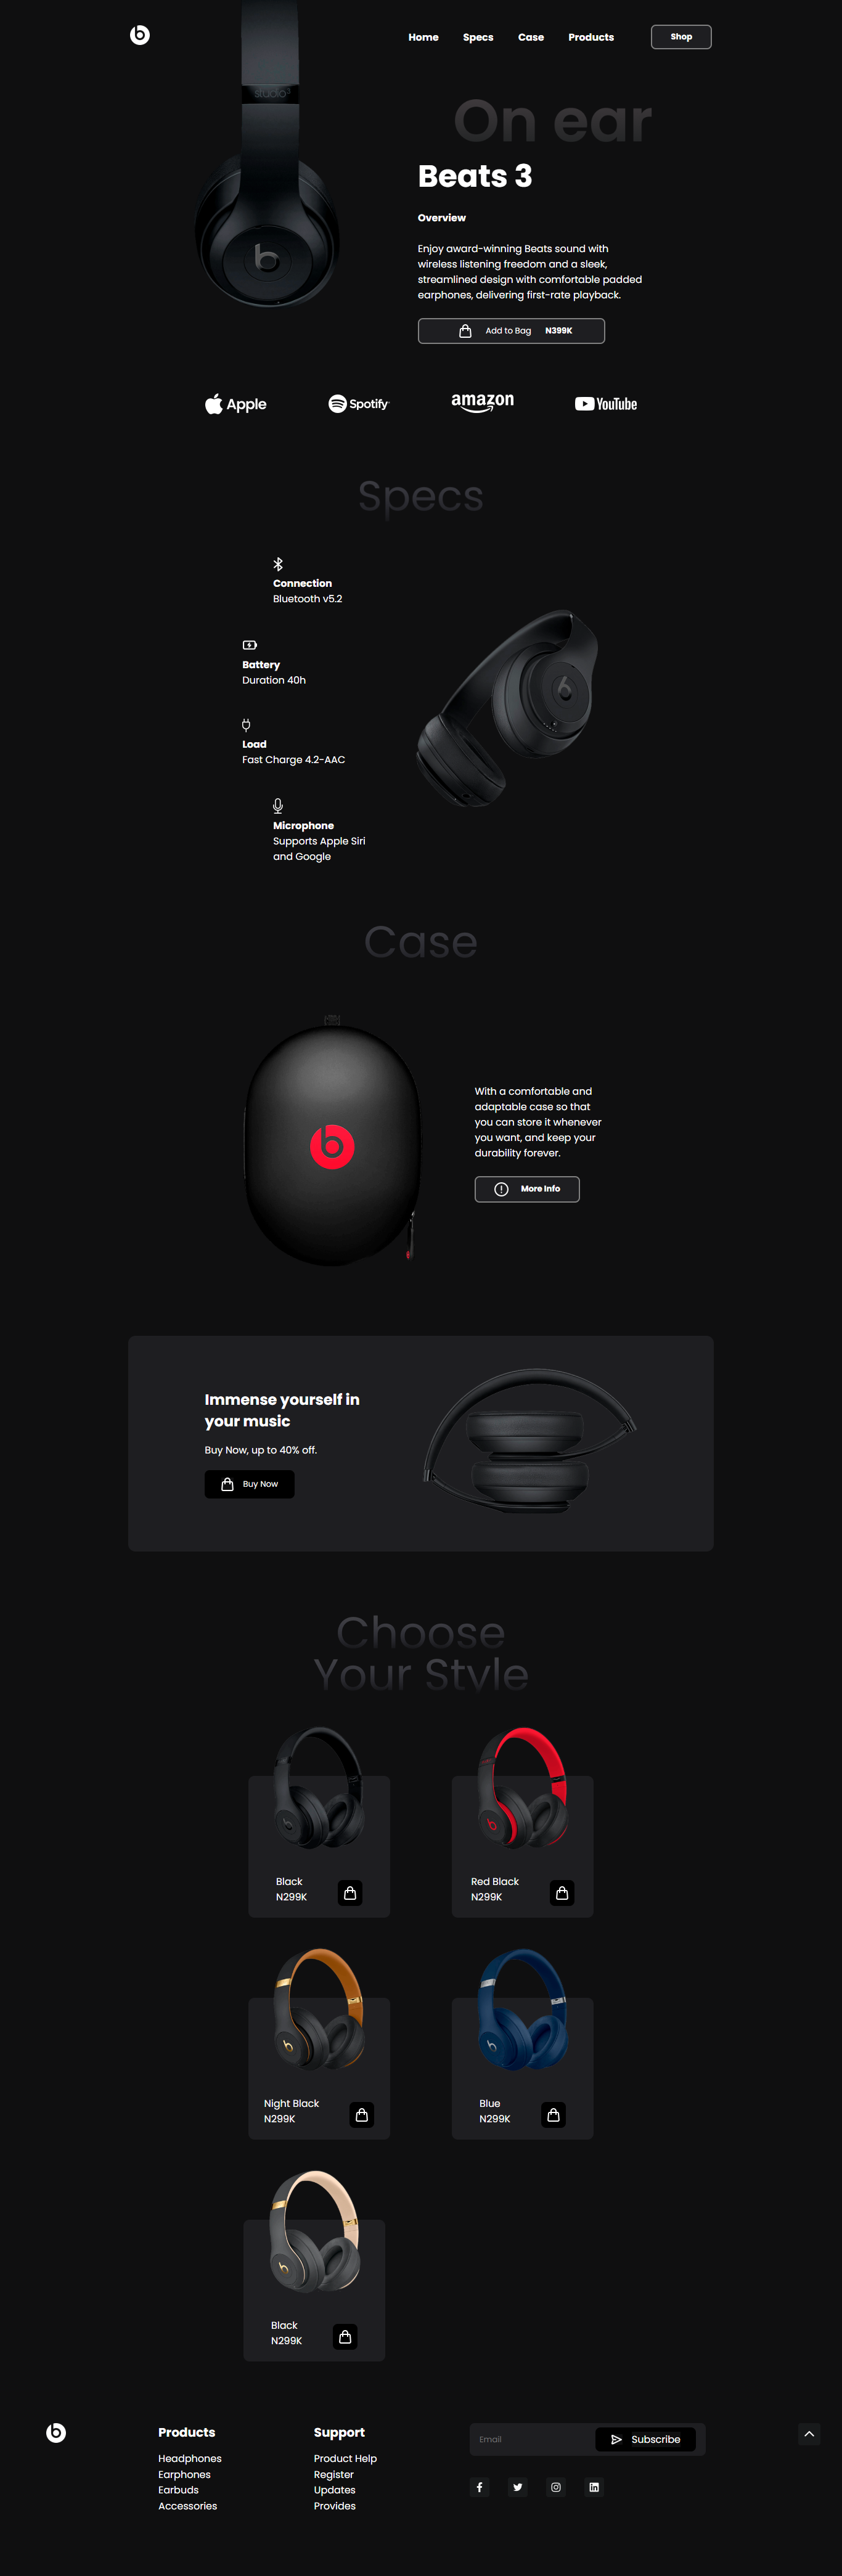 Home Specs Case Products Shop
studio3
On ear
Beats 3
Overview
Enjoy award-winning Beats sound with
wireless listening freedom and a sleek,
streamlined design with comfortable padded
earphones, delivering first-rate playback.
Add to Bag N399K
Apple Spotify amazon YouTube
Specs
Connection
Bluetooth v5.2
Battery
Duration 40h
Load
Fast Charge 4.2-AAC
Microphone
Supports Apple Siri
and Google
Case
With a comfortable and
adaptable case so that
you can store it whenever
you want, and keep your
durability forever.
More Info
Immense yourself in
your music
Buy Now, up to 40% off.
Buy Now
Choose
Your Style
Black
N299K
Red Black
N299K
Night Black
N299K
Blue
N299K
Black
N299K
Products
Headphones
Earphones
Earbuds
Accessories
Support
Product Help
Register
Updates
Provides
Email Subscribe